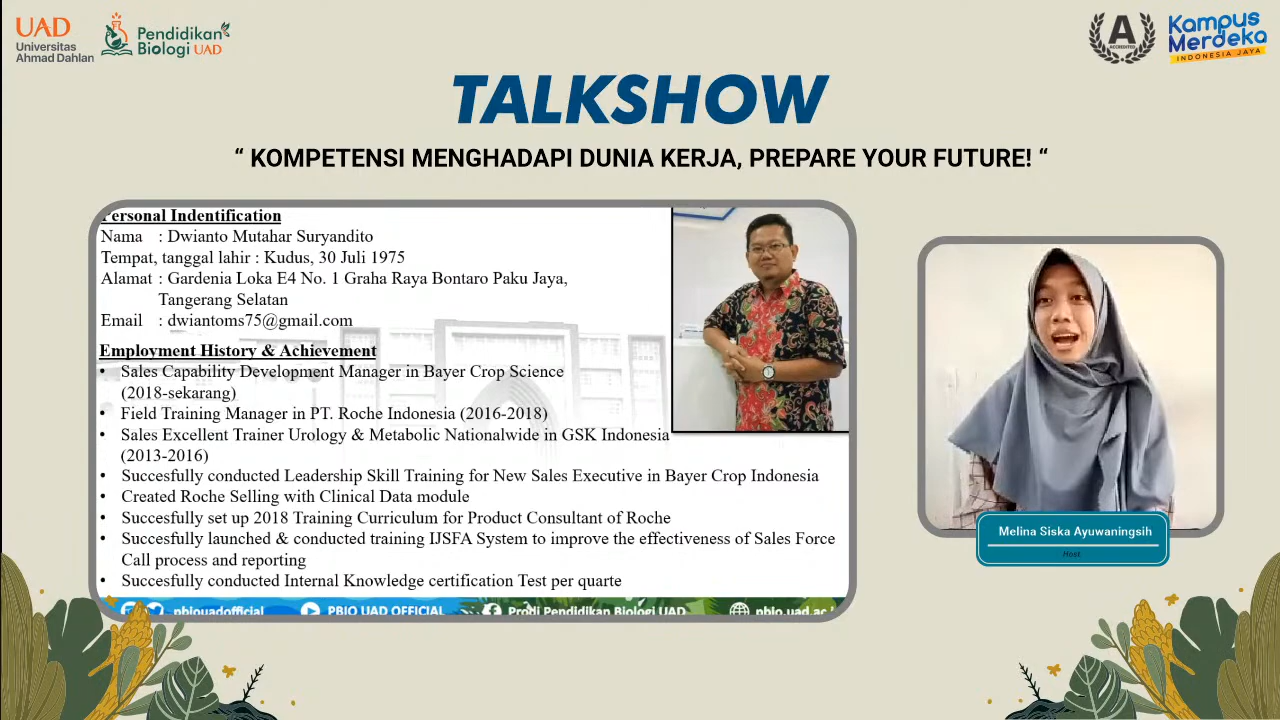 UAD
Universitas
Ahmad Dahlan
Pendidikan
Biologi UAD
A
ACCREDITED
Kampus
Merdeka
INDONESIA JAYA
TALKSHOW
“ KOMPETENSI MENGHADAPI DUNIA KERJA, PREPARE YOUR FUTURE! “
Personal Indentification
Nama : Dwianto Mutahar Suryandito
Tempat, tanggal lahir : Kudus, 30 Juli 1975
Alamat : Gardenia Loka E4 No. 1 Graha Raya Bontaro Paku Jaya,
Tangerang Selatan
Email : dwiantoms75@gmail.com
Employment History & Achievement
• Sales Capability Development Manager in Bayer Crop Science
(2018-sekarang)
• Field Training Manager in PT. Roche Indonesia (2016-2018)
• Sales Excellent Trainer Urology & Metabolic Nationalwide in GSK Indonesia
(2013-2016)
• Succesfully conducted Leadership Skill Training for New Sales Executive in Bayer Crop Indonesia
• Created Roche Selling with Clinical Data module
• Succesfully set up 2018 Training Curriculum for Product Consultant of Roche
• Succesfully launched & conducted training IJSFA System to improve the effectiveness of Sales Force
Call process and reporting
• Succesfully conducted Internal Knowledge certification Test per quarte
pbiouadofficial
PBIO UAD OFFICIAL
Prodi Pendidikan Biologi UAD
pbio.uad.ac.i
Melina Siska Ayuwaningsih
Host